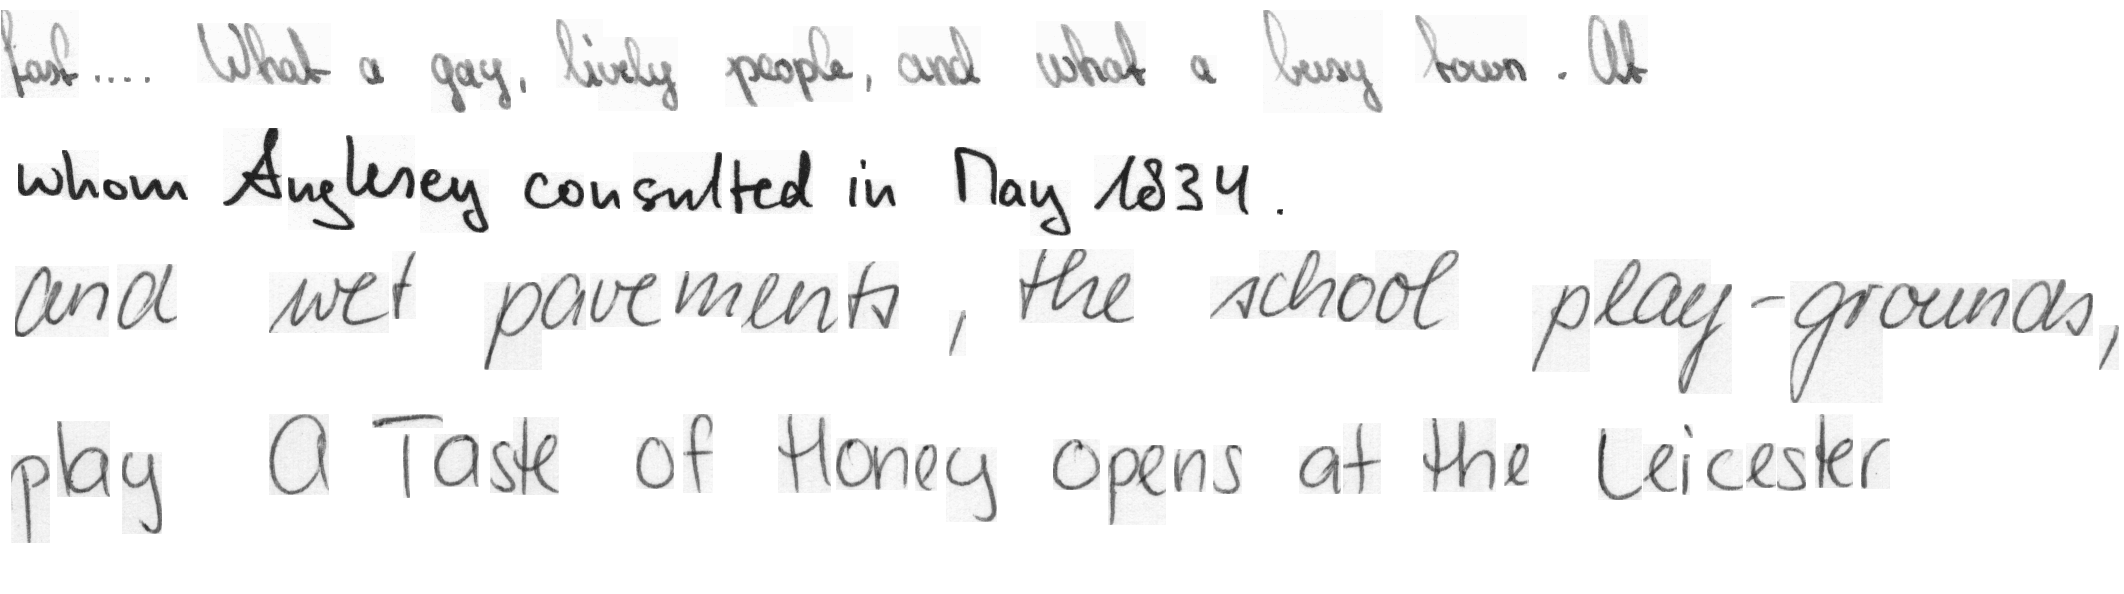 fast.... What a gay, lively people, and what a busy town. At
whom Anglesey consulted in May 1834.
and wet pavements, the school play-grounds,
play A Taste of Honey opens at the Leicester